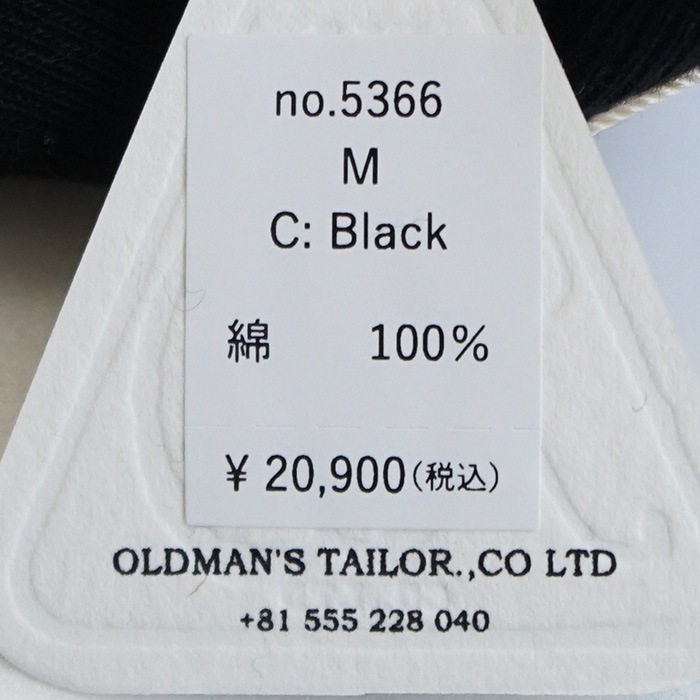 no.5366
M
C: Black
綿 100%
¥ 20,900(税込)
OLDMAN'S TAILOR.,CO LTD
+81 555 228 040